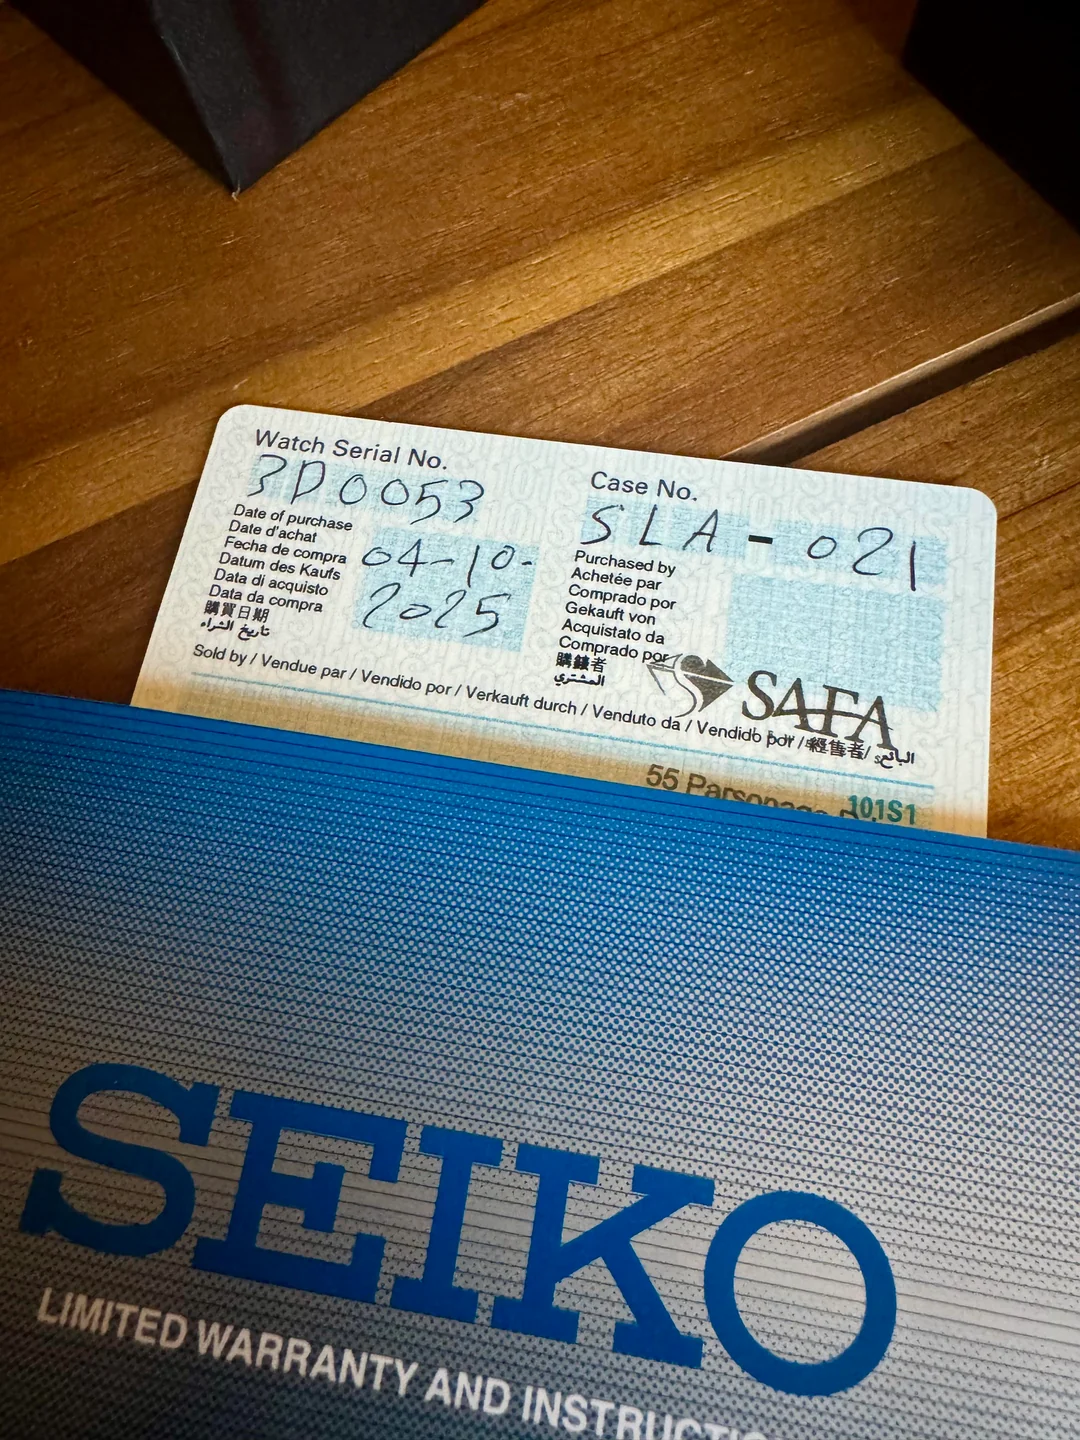 Watch Serial No.
3D0053
Date of purchase
Date d'achat
Fecha de compra
Datum des Kaufs
Data di acquisto
Data da compra
購買日期
تاريخ الشراء
04-10-
2025
Case No.
SLA-021
Purchased by
Achetée par
Comprado por
Gekauft von
Acquistato da
Comprado por
購錶者
المشتري
SAFA
Sold by / Vendue par / Vendido por / Verkauft durch / Venduto da / Vendido por / 經售者 / البائع
55 Parsonage
101S1
SEIKO
LIMITED WARRANTY AND